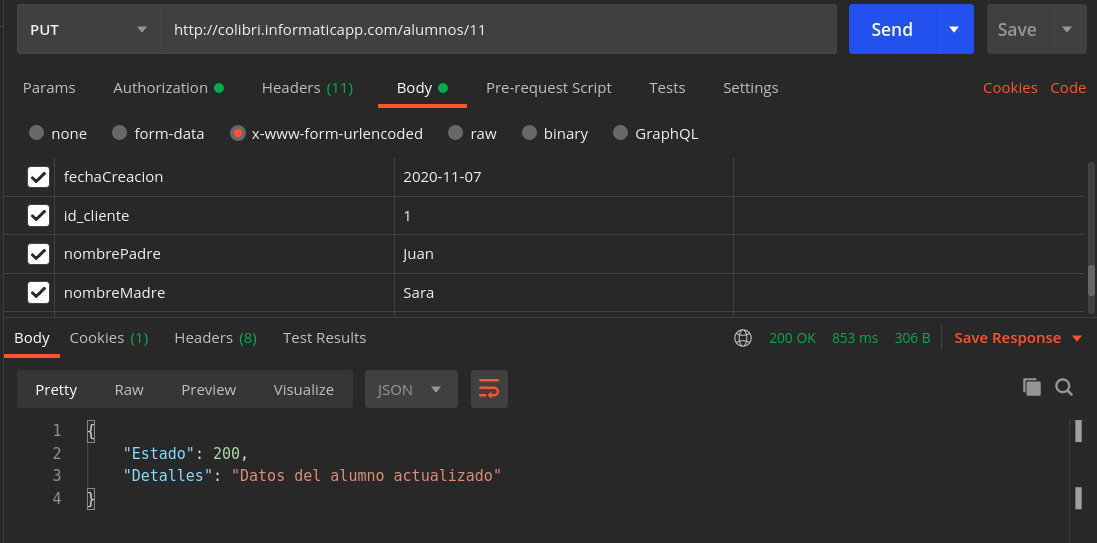 PUT http://colibri.informaticapp.com/alumnos/11 Send Save
Params Authorization Headers (11) Body Pre-request Script Tests Settings Cookies Code
none form-data x-www-form-urlencoded raw binary GraphQL
fechaCreacion 2020-11-07
id_cliente 1
nombrePadre Juan
nombreMadre Sara
Body Cookies (1) Headers (8) Test Results 200 OK 853 ms 306 B Save Response
Pretty Raw Preview Visualize JSON
1 {
2 "Estado": 200,
3 "Detalles": "Datos del alumno actualizado"
4 }